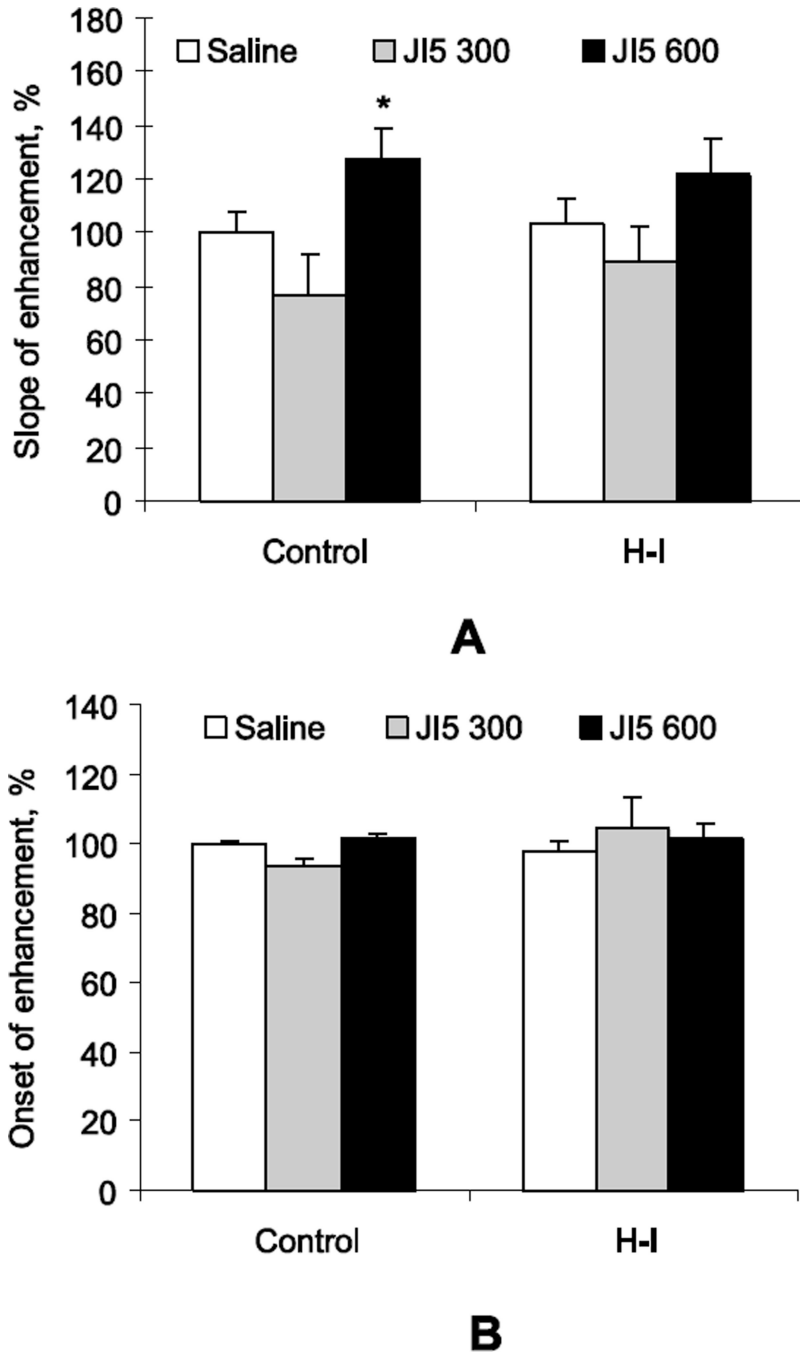 180
160
140
120
100
80
60
40
20
0
Slope of enhancement, %
Saline JI5 300 JI5 600
*
Control H-I
A
140
120
100
80
60
40
20
0
Onset of enhancement, %
Saline JI5 300 JI5 600
Control H-I
B